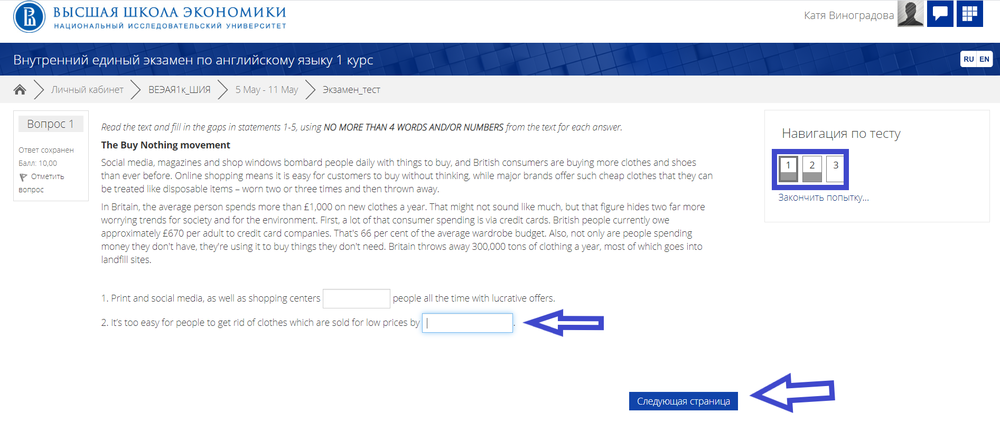 ВЫСШАЯ ШКОЛА ЭКОНОМИКИ
НАЦИОНАЛЬНЫЙ ИССЛЕДОВАТЕЛЬСКИЙ УНИВЕРСИТЕТ
Катя Виноградова
Внутренний единый экзамен по английскому языку 1 курс
RU EN
Личный кабинет
ВЕЭАЯ1к_ШИЯ
5 May - 11 May
Экзамен_тест
Вопрос 1
Ответ сохранен
Балл: 10,00
Отметить
вопрос
Read the text and fill in the gaps in statements 1-5, using NO MORE THAN 4 WORDS AND/OR NUMBERS from the text for each answer.
The Buy Nothing movement
Social media, magazines and shop windows bombard people daily with things to buy, and British consumers are buying more clothes and shoes
than ever before. Online shopping means it is easy for customers to buy without thinking, while major brands offer such cheap clothes that they can
be treated like disposable items – worn two or three times and then thrown away.
In Britain, the average person spends more than £1,000 on new clothes a year. That might not sound like much, but that figure hides two far more
worrying trends for society and for the environment. First, a lot of that consumer spending is via credit cards. British people currently owe
approximately £670 per adult to credit card companies. That's 66 per cent of the average wardrobe budget. Also, not only are people spending
money they don't have, they're using it to buy things they don't need. Britain throws away 300,000 tons of clothing a year, most of which goes into
landfill sites.
1. Print and social media, as well as shopping centers people all the time with lucrative offers.
2. It's too easy for people to get rid of clothes which are sold for low prices by .
Следующая страница
Навигация по тесту
1 2 3
Закончить попытку...